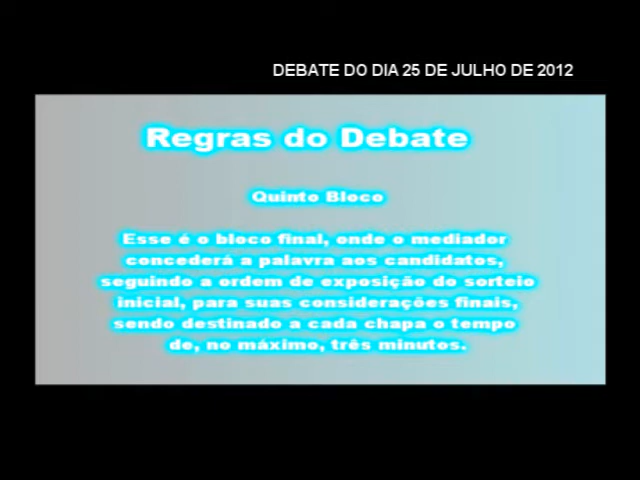 DEBATE DO DIA 25 DE JULHO DE 2012
Regras do Debate
Quinto Bloco
Esse é o bloco final, onde o mediador
concederá a palavra aos candidatos,
seguindo a ordem de exposição do sorteio
inicial, para suas considerações finais,
sendo destinado a cada chapa o tempo
de, no máximo, três minutos.